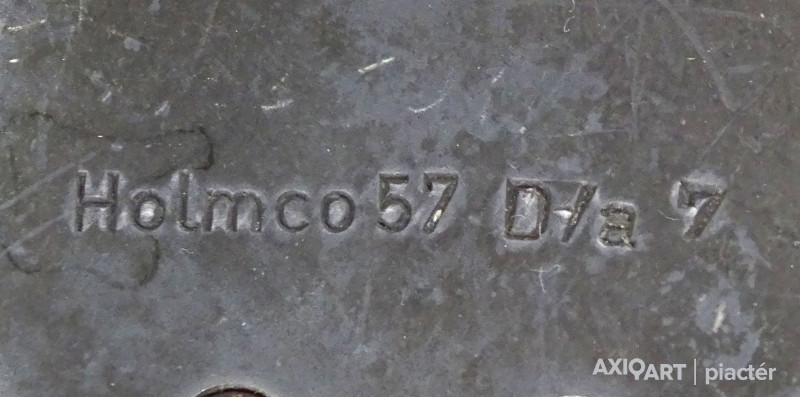 Holmco 57 D/a 7
AXIOART | piactér